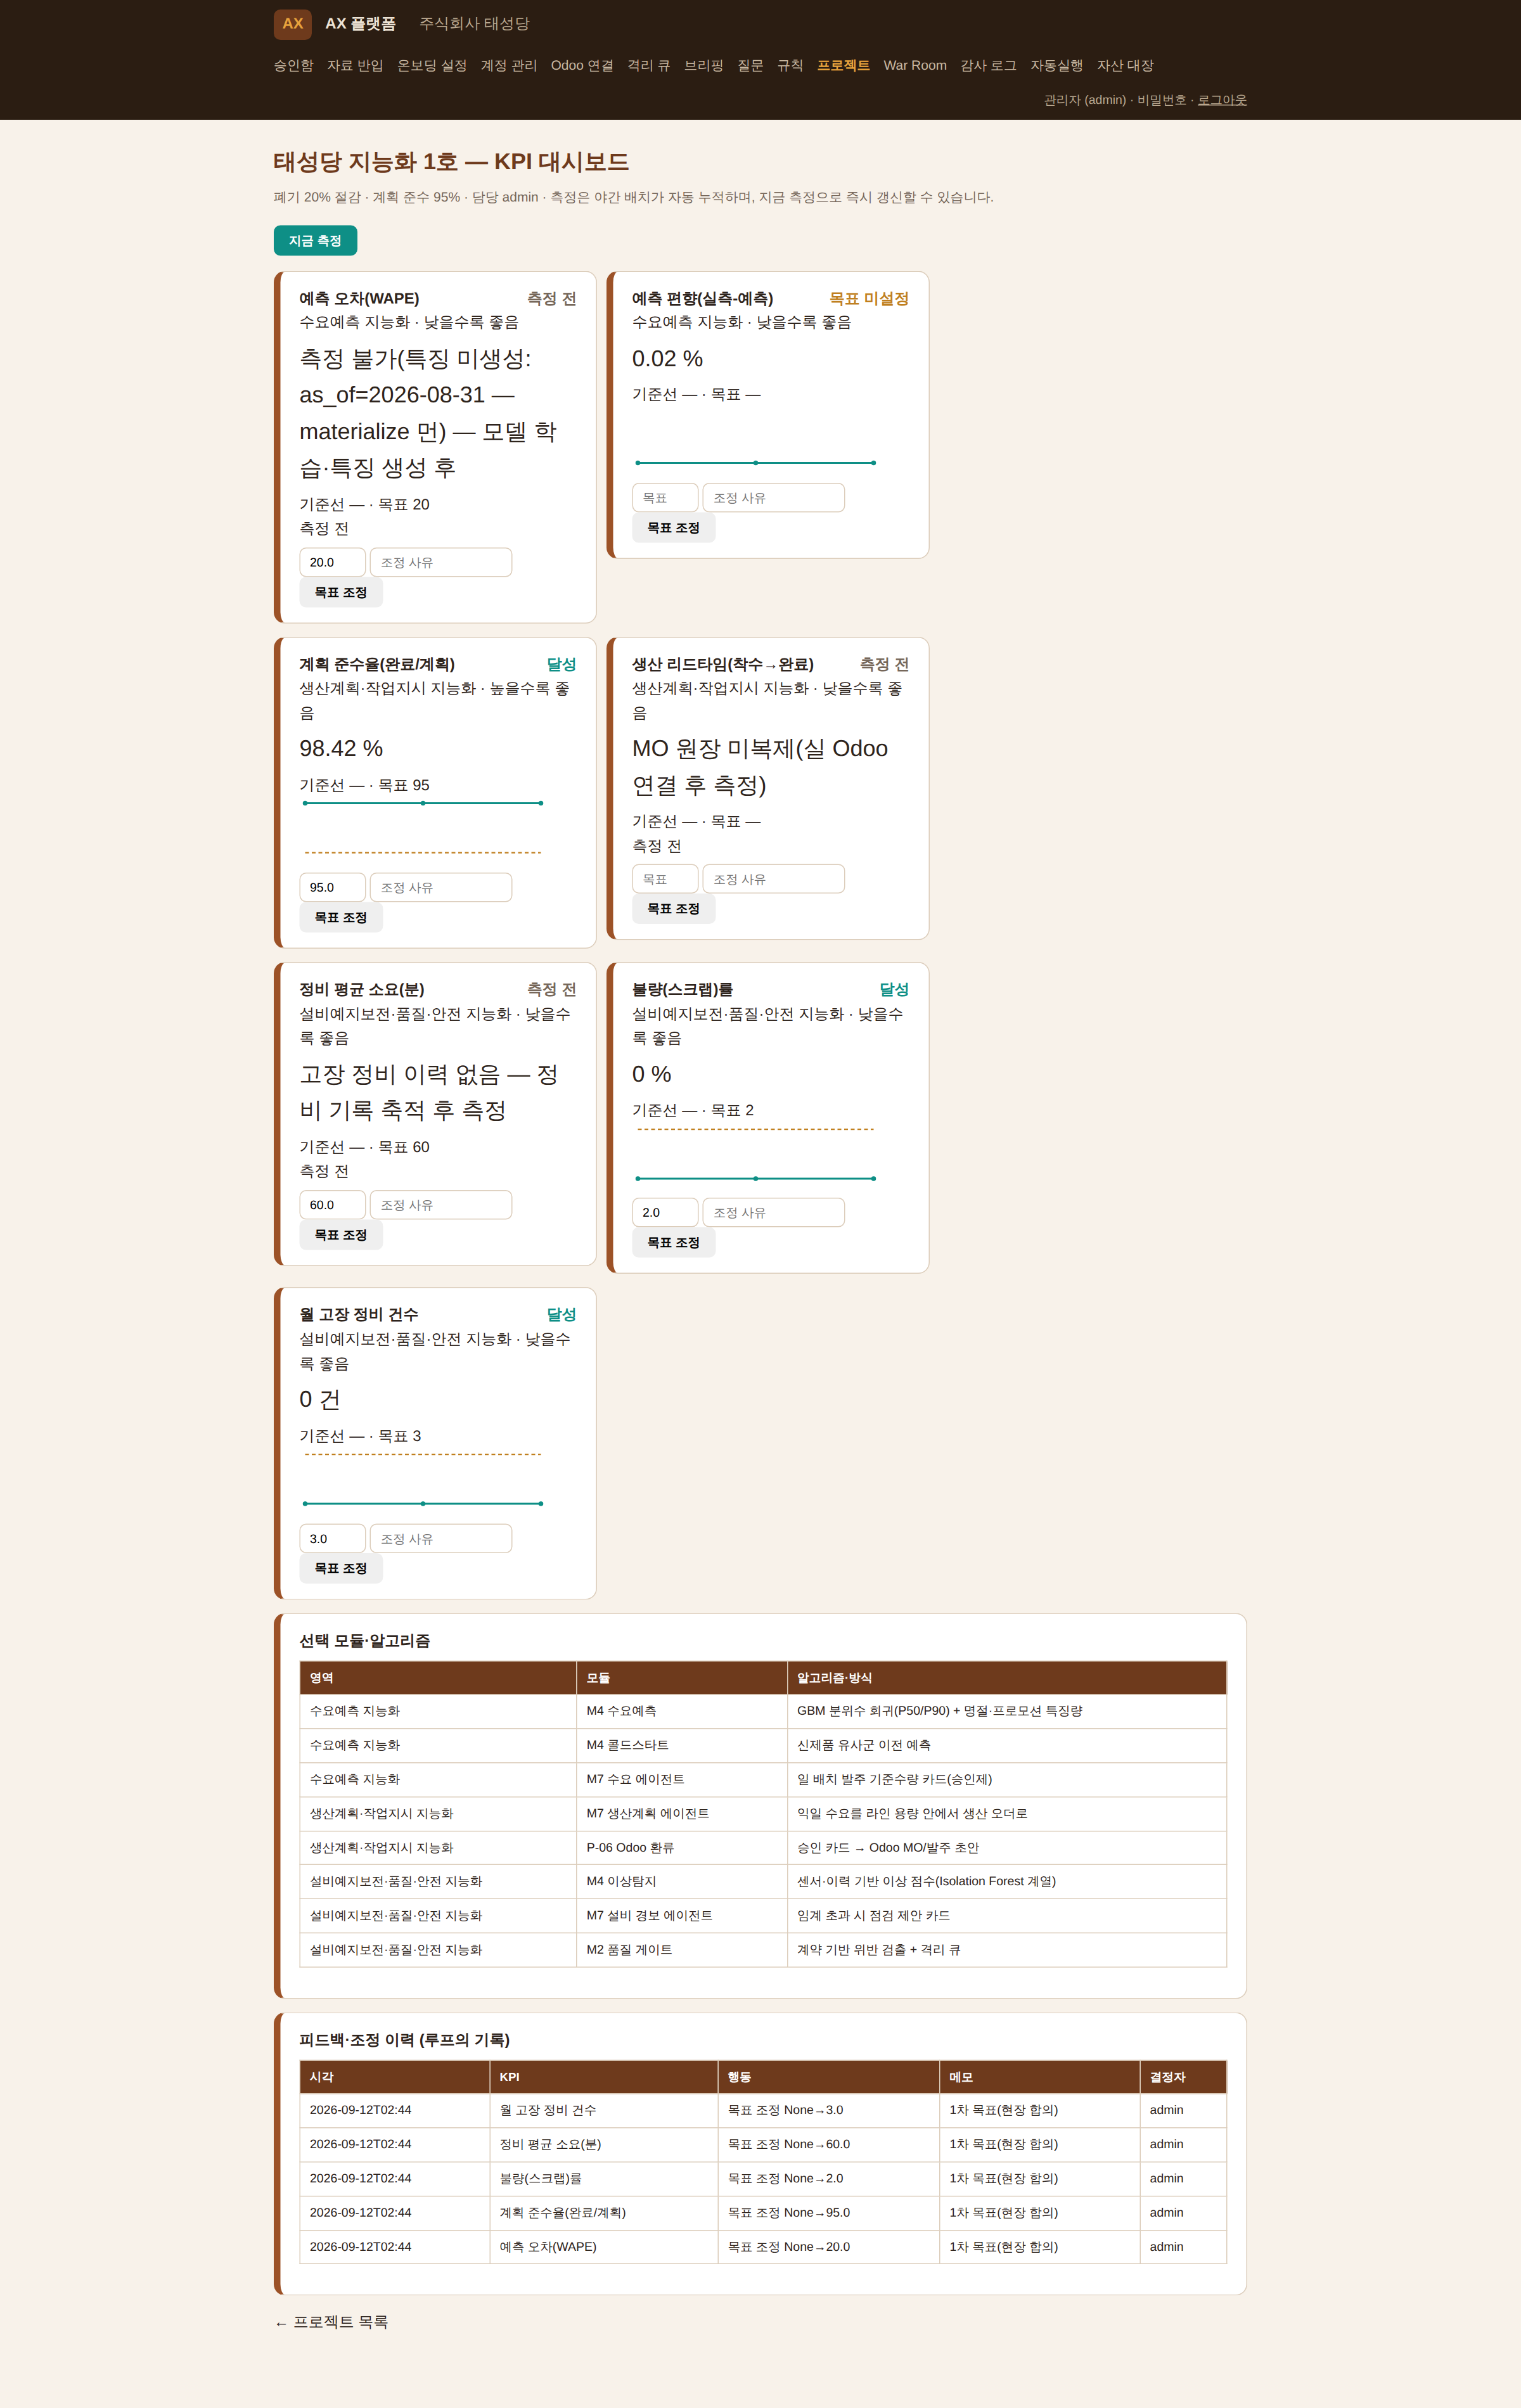 AX AX 플랫폼 주식회사 태성당
승인함 자료 반입 온보딩 설정 계정 관리 Odoo 연결 격리 큐 브리핑 질문 규칙 프로젝트 War Room 감사 로그 자동실행 자산 대장
관리자 (admin) · 비밀번호 · 로그아웃
태성당 지능화 1호 — KPI 대시보드
폐기 20% 절감 · 계획 준수 95% · 담당 admin · 측정은 야간 배치가 자동 누적하며, 지금 측정으로 즉시 갱신할 수 있습니다.
지금 측정
예측 오차(WAPE) 측정 전
수요예측 지능화 · 낮을수록 좋음
측정 불가(특징 미생성:
as_of=2026-08-31 —
materialize 먼) — 모델 학
습·특징 생성 후
기준선 — · 목표 20
측정 전
20.0 조정 사유
목표 조정
예측 편향(실측-예측) 목표 미설정
수요예측 지능화 · 낮을수록 좋음
0.02 %
기준선 — · 목표 —
목표 조정 사유
목표 조정
계획 준수율(완료/계획) 달성
생산계획·작업지시 지능화 · 높을수록 좋
음
98.42 %
기준선 — · 목표 95
95.0 조정 사유
목표 조정
생산 리드타임(착수→완료) 측정 전
생산계획·작업지시 지능화 · 낮을수록 좋
음
MO 원장 미복제(실 Odoo
연결 후 측정)
기준선 — · 목표 —
측정 전
목표 조정 사유
목표 조정
정비 평균 소요(분) 측정 전
설비예지보전·품질·안전 지능화 · 낮을수
록 좋음
고장 정비 이력 없음 — 정
비 기록 축적 후 측정
기준선 — · 목표 60
측정 전
60.0 조정 사유
목표 조정
불량(스크랩)률 달성
설비예지보전·품질·안전 지능화 · 낮을수
록 좋음
0 %
기준선 — · 목표 2
2.0 조정 사유
목표 조정
월 고장 정비 건수 달성
설비예지보전·품질·안전 지능화 · 낮을수
록 좋음
0 건
기준선 — · 목표 3
3.0 조정 사유
목표 조정
선택 모듈·알고리즘
영역 모듈 알고리즘·방식
수요예측 지능화 M4 수요예측 GBM 분위수 회귀(P50/P90) + 명절·프로모션 특징량
수요예측 지능화 M4 콜드스타트 신제품 유사군 이전 예측
수요예측 지능화 M7 수요 에이전트 일 배치 발주 기준수량 카드(승인제)
생산계획·작업지시 지능화 M7 생산계획 에이전트 익일 수요를 라인 용량 안에서 생산 오더로
생산계획·작업지시 지능화 P-06 Odoo 환류 승인 카드 → Odoo MO/발주 초안
설비예지보전·품질·안전 지능화 M4 이상탐지 센서·이력 기반 이상 점수(Isolation Forest 계열)
설비예지보전·품질·안전 지능화 M7 설비 경보 에이전트 임계 초과 시 점검 제안 카드
설비예지보전·품질·안전 지능화 M2 품질 게이트 계약 기반 위반 검출 + 격리 큐
피드백·조정 이력 (루프의 기록)
시각 KPI 행동 메모 결정자
2026-09-12T02:44 월 고장 정비 건수 목표 조정 None→3.0 1차 목표(현장 합의) admin
2026-09-12T02:44 정비 평균 소요(분) 목표 조정 None→60.0 1차 목표(현장 합의) admin
2026-09-12T02:44 불량(스크랩)률 목표 조정 None→2.0 1차 목표(현장 합의) admin
2026-09-12T02:44 계획 준수율(완료/계획) 목표 조정 None→95.0 1차 목표(현장 합의) admin
2026-09-12T02:44 예측 오차(WAPE) 목표 조정 None→20.0 1차 목표(현장 합의) admin
← 프로젝트 목록